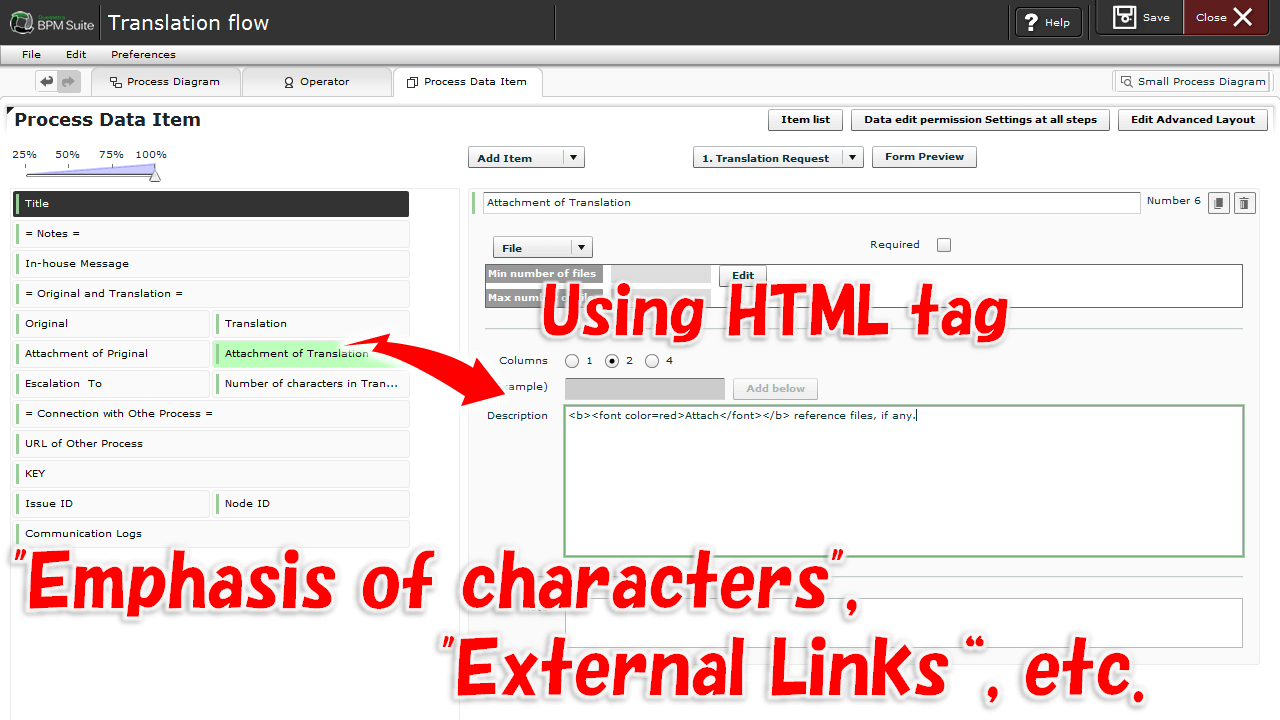 Questetra
BPM Suite
Translation flow
? Help
Save
Close
File Edit Preferences
Process Diagram
Operator
Process Data Item
Small Process Diagram
Process Data Item
Item list
Data edit permission Settings at all steps
Edit Advanced Layout
25% 50% 75% 100%
Add Item
1. Translation Request
Form Preview
Title
= Notes =
In-house Message
= Original and Translation =
Original
Translation
Attachment of Priginal
Attachment of Translation
Escalation To
Number of characters in Tran...
= Connection with Othe Process =
URL of Other Process
KEY
Issue ID
Node ID
Communication Logs
Attachment of Translation
Number 6
File
Required
Min number of files
Edit
Max number
Using HTML tag
Columns 1 2 4
ample)
Add below
Description
<b><font color=red>Attach</font></b> reference files, if any.
"Emphasis of characters",
"External Links“, etc.